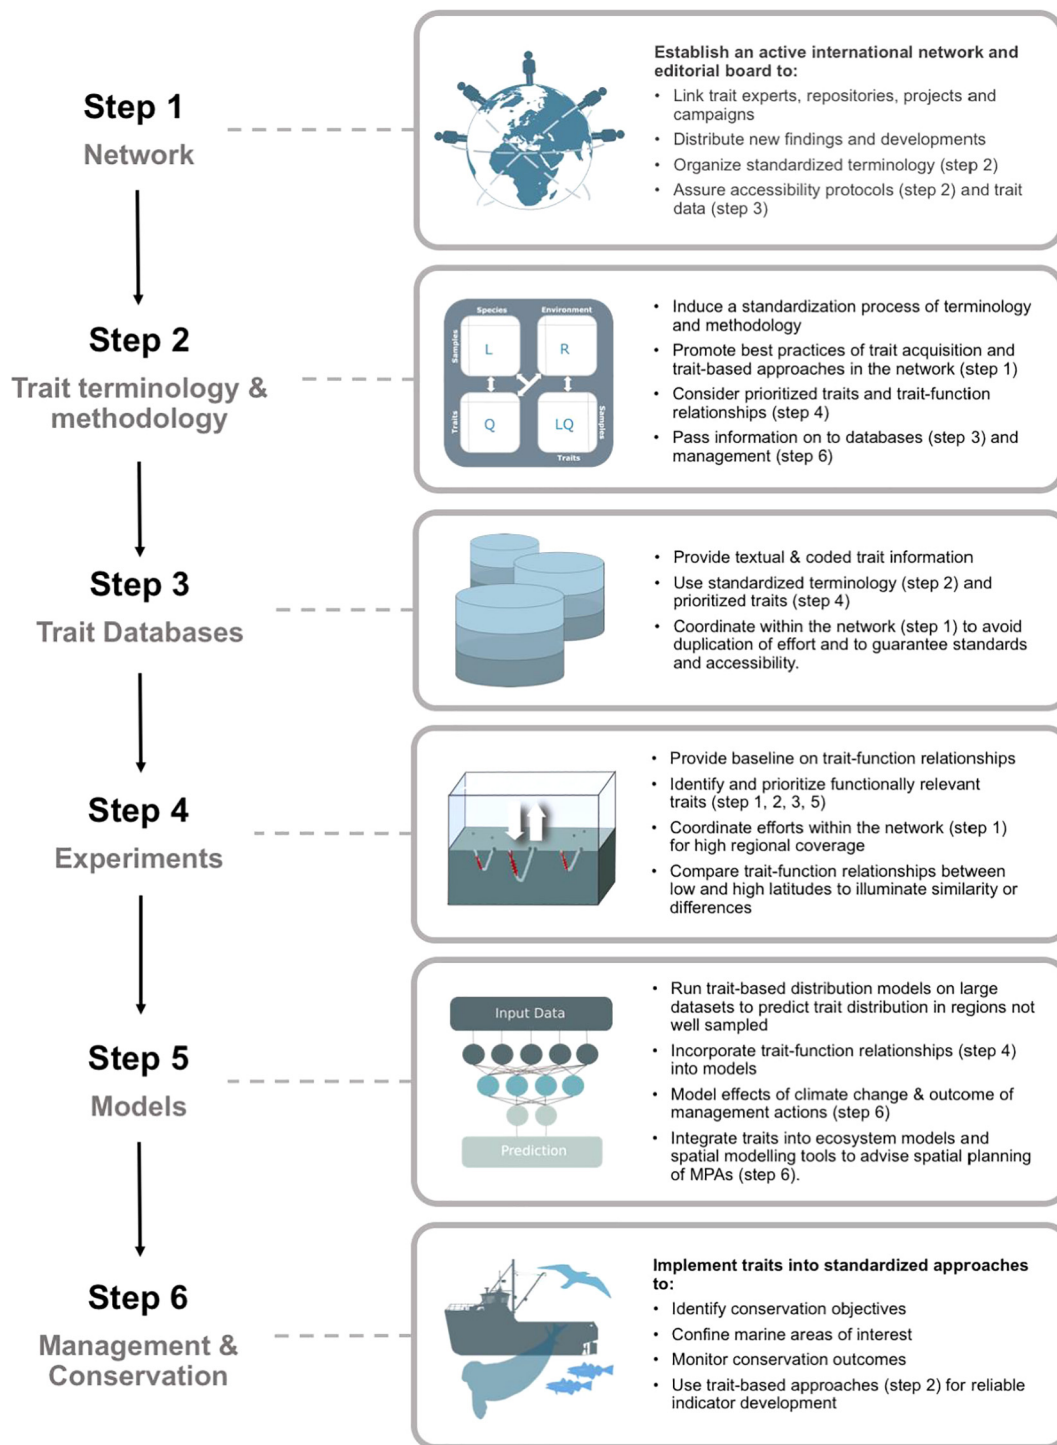 Step 1
Network
Establish an active international network and
editorial board to:
• Link trait experts, repositories, projects and
campaigns
• Distribute new findings and developments
• Organize standardized terminology (step 2)
• Assure accessibility protocols (step 2) and trait
data (step 3)
Step 2
Trait terminology &
methodology
Species
Environment
Samples
L
R
Traits
Q
LQ
Samples
Traits
• Induce a standardization process of terminology
and methodology
• Promote best practices of trait acquisition and
trait-based approaches in the network (step 1)
• Consider prioritized traits and trait-function
relationships (step 4)
• Pass information on to databases (step 3) and
management (step 6)
Step 3
Trait Databases
• Provide textual & coded trait information
• Use standardized terminology (step 2) and
prioritized traits (step 4)
• Coordinate within the network (step 1) to avoid
duplication of effort and to guarantee standards
and accessibility.
Step 4
Experiments
• Provide baseline on trait-function relationships
• Identify and prioritize functionally relevant
traits (step 1, 2, 3, 5)
• Coordinate efforts within the network (step 1)
for high regional coverage
• Compare trait-function relationships between
low and high latitudes to illuminate similarity or
differences
Step 5
Models
Input Data
Prediction
• Run trait-based distribution models on large
datasets to predict trait distribution in regions not
well sampled
• Incorporate trait-function relationships (step 4)
into models
• Model effects of climate change & outcome of
management actions (step 6)
• Integrate traits into ecosystem models and
spatial modelling tools to advise spatial planning
of MPAs (step 6).
Step 6
Management &
Conservation
Implement traits into standardized approaches
to:
• Identify conservation objectives
• Confine marine areas of interest
• Monitor conservation outcomes
• Use trait-based approaches (step 2) for reliable
indicator development